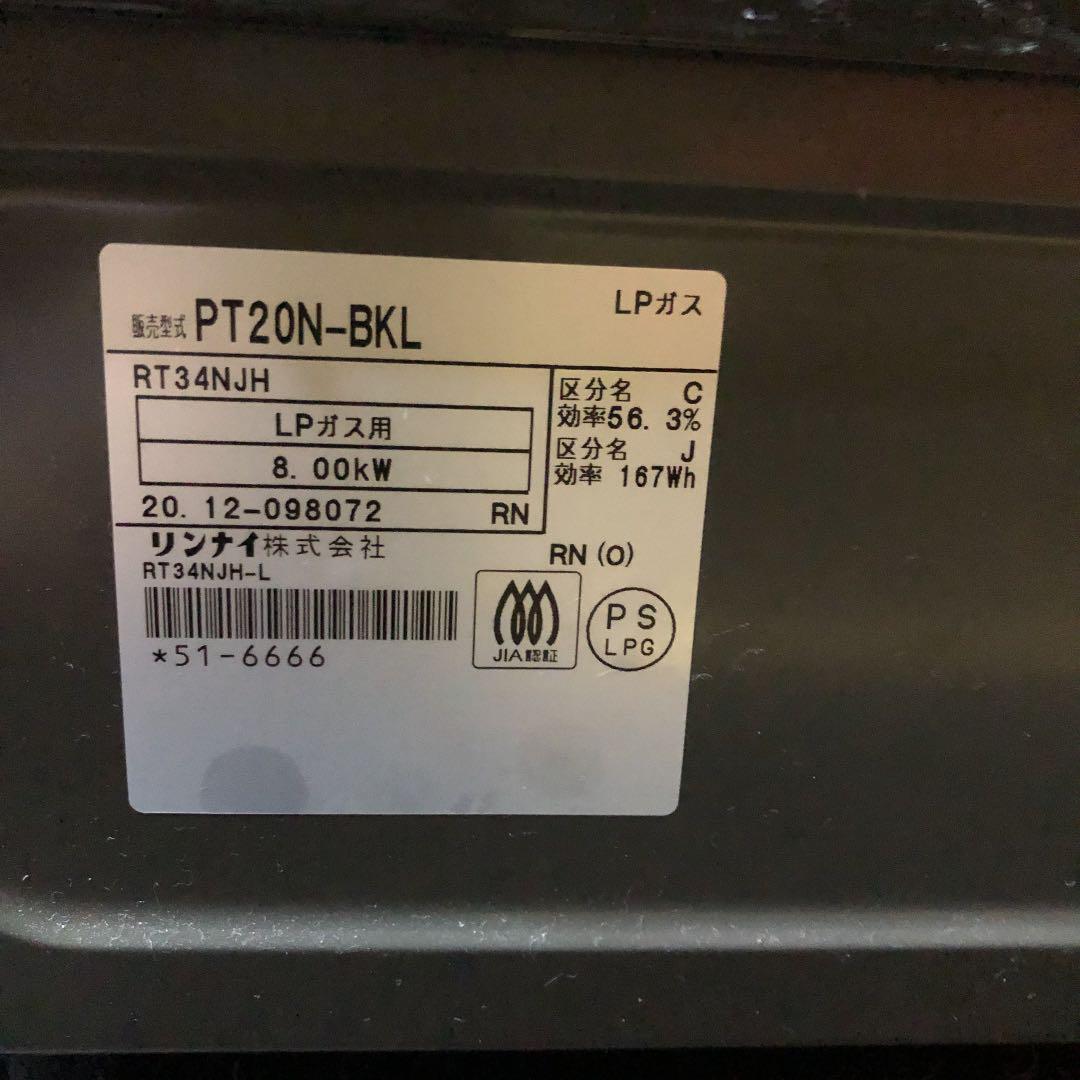 販売型式 PT20N-BKL
LPガス
RT34NJH
LPガス用
8.00kW
20.12-098072 RN
区分名 C
効率56.3%
区分名 J
効率 167Wh
リンナイ株式会社
RN(O)
RT34NJH-L
*51-6666
JIA認証
PS
LPG